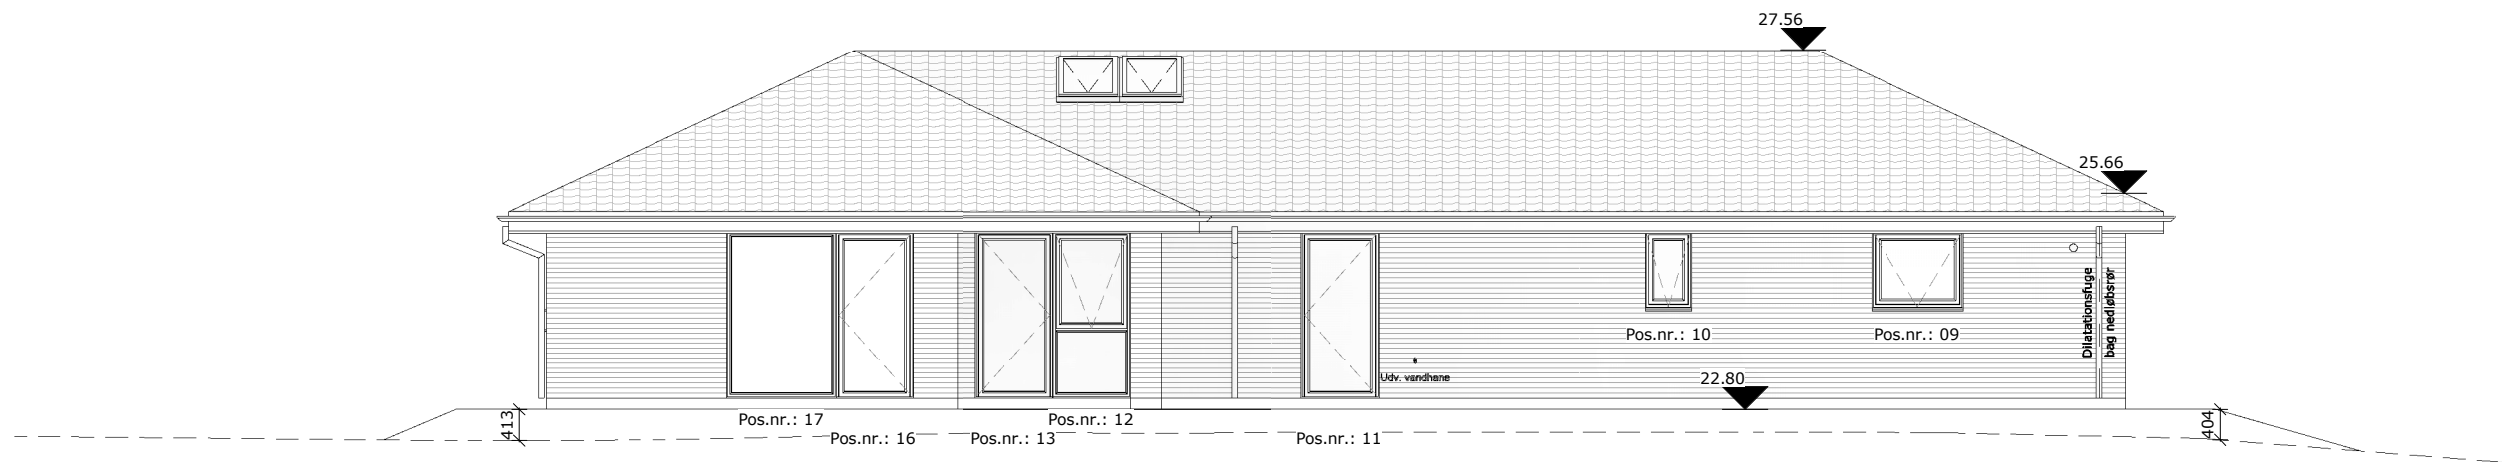 27.56
25.66
Dilatationsfuge
bag nedløbsrør
Pos.nr.: 10
Pos.nr.: 09
Udv. vandhane
22.80
413
404
Pos.nr.: 17
Pos.nr.: 12
Pos.nr.: 16
Pos.nr.: 13
Pos.nr.: 11